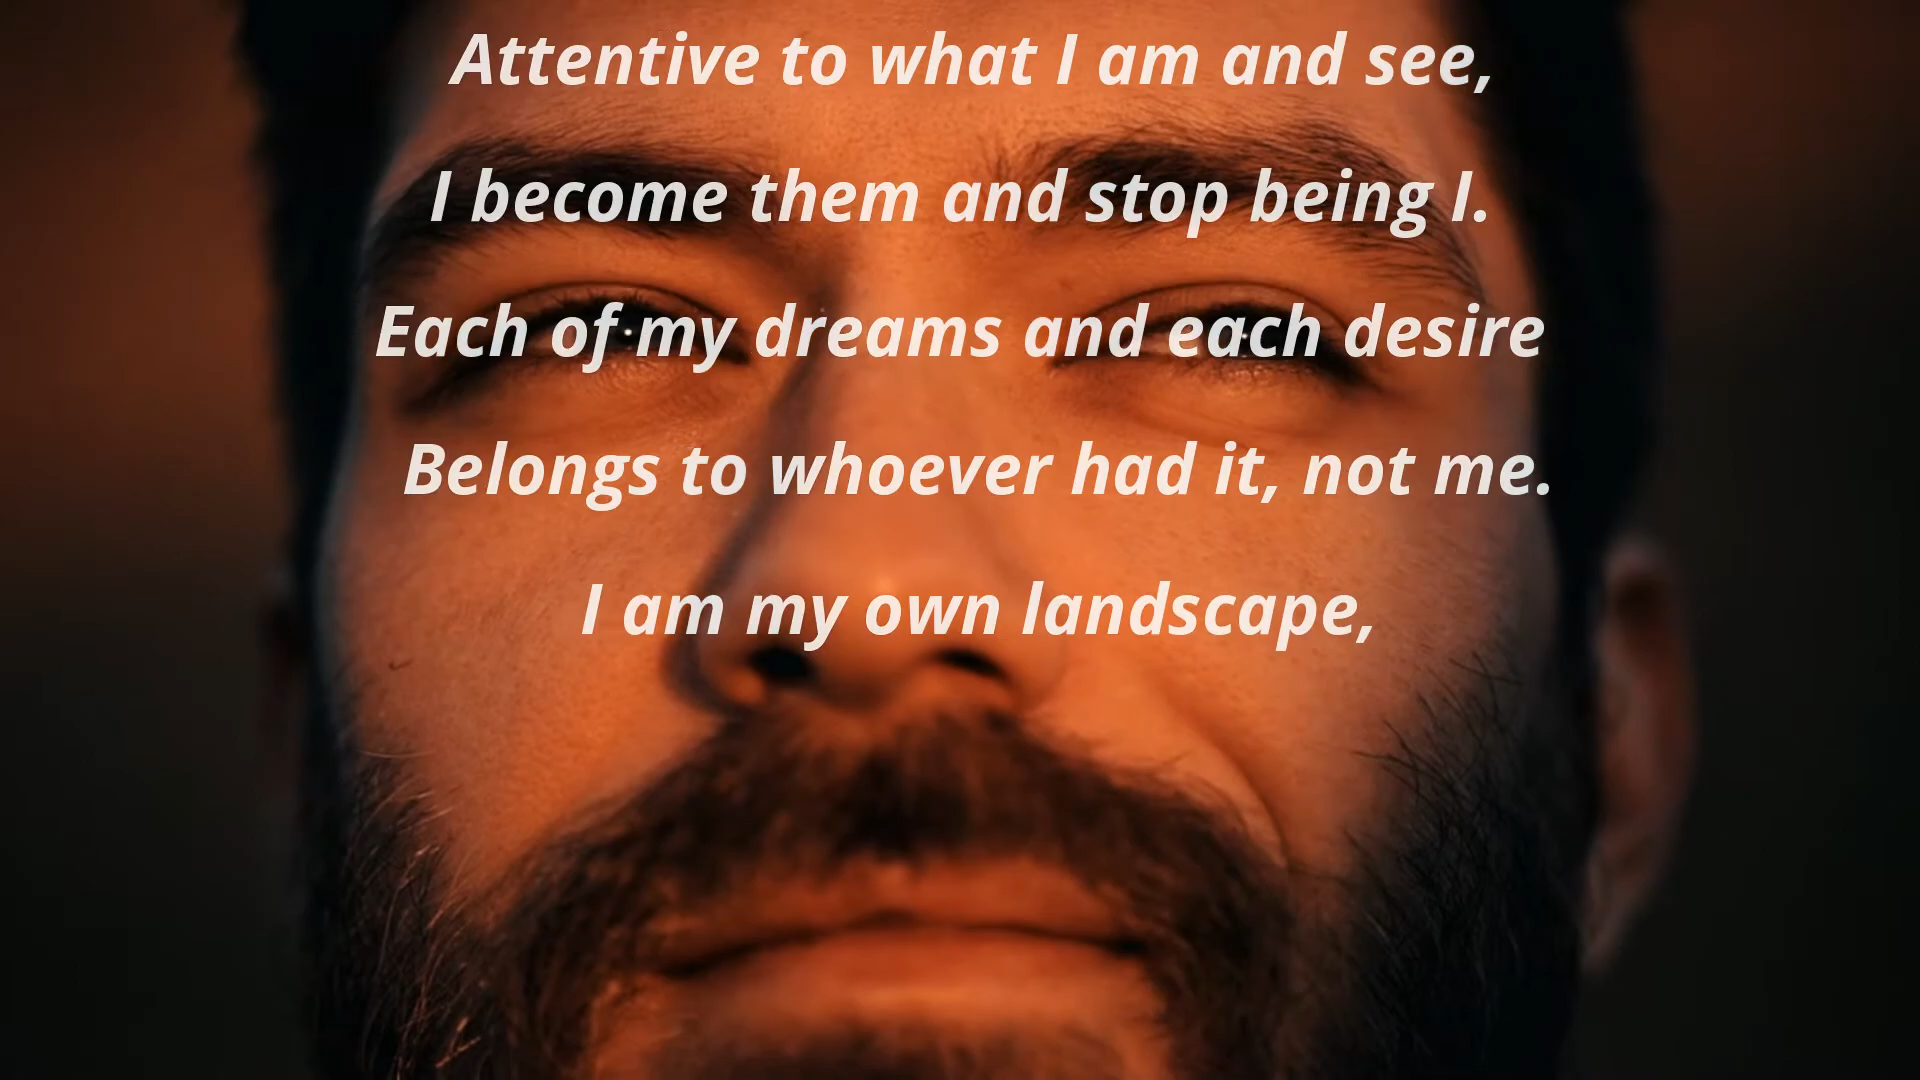 Attentive to what I am and see,
I become them and stop being I.
Each of my dreams and each desire
Belongs to whoever had it, not me.
I am my own landscape,